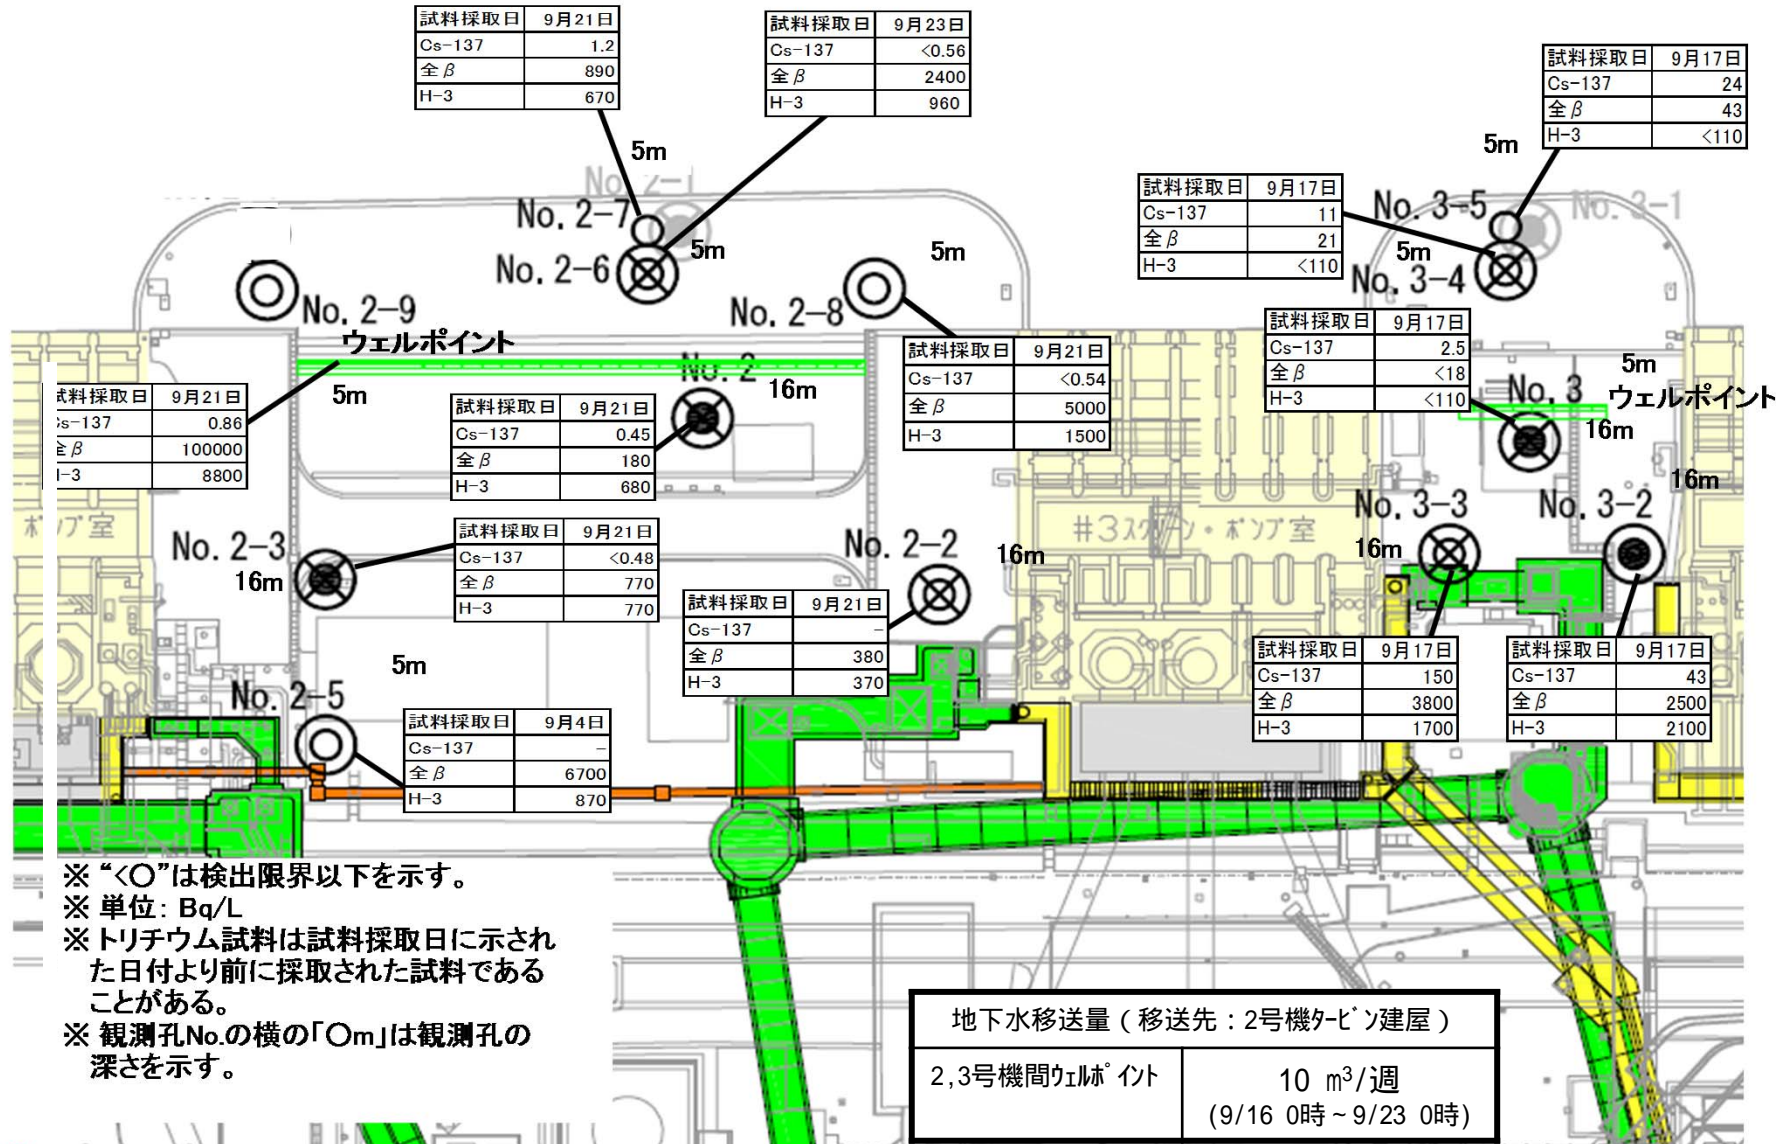 試料採取日 9月21日
Cs-137 1.2
全β 890
H-3 670
試料採取日 9月23日
Cs-137 <0.56
全β 2400
H-3 960
試料採取日 9月17日
Cs-137 24
全β 43
H-3 <110
5m
5m
No. 2-1
試料採取日 9月17日
Cs-137 11
全β 21
H-3 <110
No. 2-7
No. 3-5
No. 3-1
5m
5m
5m
No. 2-6
No. 3-4
No. 2-9
No. 2-8
ウェルポイント
試料採取日 9月17日
Cs-137 2.5
全β <18
H-3 <110
試料採取日 9月21日
Cs-137 <0.54
全β 5000
H-3 1500
5m
No. 2
16m
No. 3
ウェルポイント
16m
試料採取日 9月21日
s-137 0.86
全β 100000
H-3 8800
5m
試料採取日 9月21日
Cs-137 0.45
全β 180
H-3 680
16m
ポンプ室
#3スクリーン・ポンプ室
No. 3-3
No. 3-2
16m
No. 2-3
16m
試料採取日 9月21日
Cs-137 <0.48
全β 770
H-3 770
No. 2-2
16m
試料採取日 9月21日
Cs-137 -
全β 380
H-3 370
試料採取日 9月17日
Cs-137 150
全β 3800
H-3 1700
試料採取日 9月17日
Cs-137 43
全β 2500
H-3 2100
5m
No. 2-5
試料採取日 9月4日
Cs-137 -
全β 6700
H-3 870
※ “<○”は検出限界以下を示す。
※ 単位: Bq/L
※ トリチウム試料は試料採取日に示され
た日付より前に採取された試料である
ことがある。
※ 観測孔No.の横の「○m」は観測孔の
深さを示す。
地下水移送量（移送先：2号機ﾀｰﾋﾞﾝ建屋）
2,3号機間ｳｪﾙﾎﾟｲﾝﾄ 10 m³/週
(9/16 0時～9/23 0時)